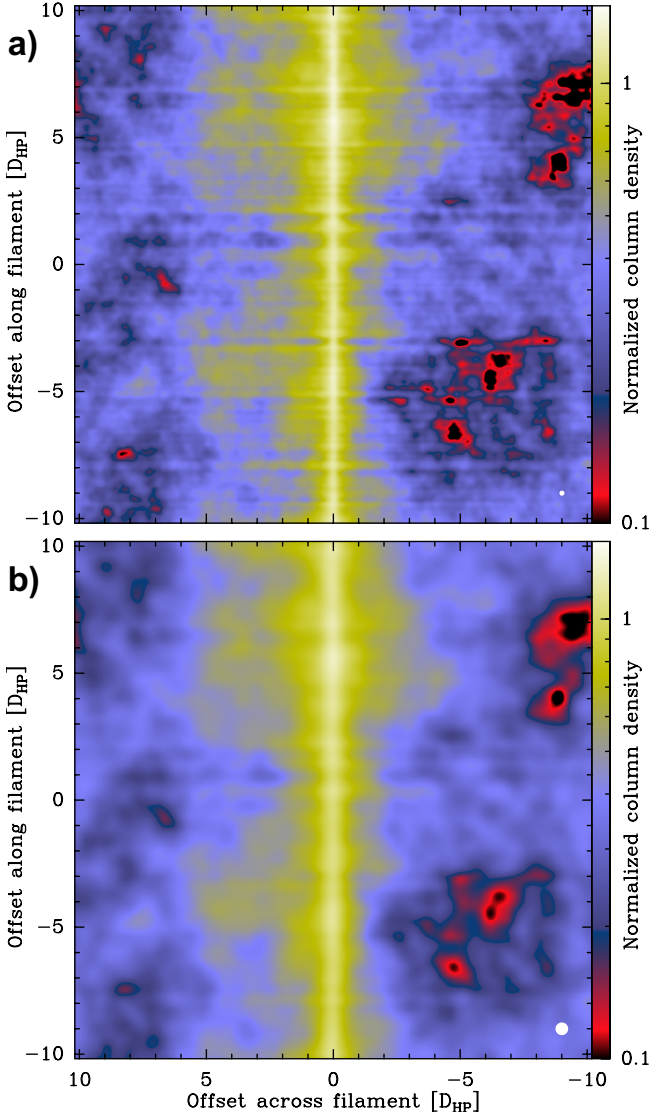 a)
10
5
0
−5
−10
Offset along filament [D_HP]
1
0.1
Normalized column density
b)
10
5
0
−5
−10
Offset along filament [D_HP]
1
0.1
Normalized column density
10 5 0 −5 −10
Offset across filament [D_HP]